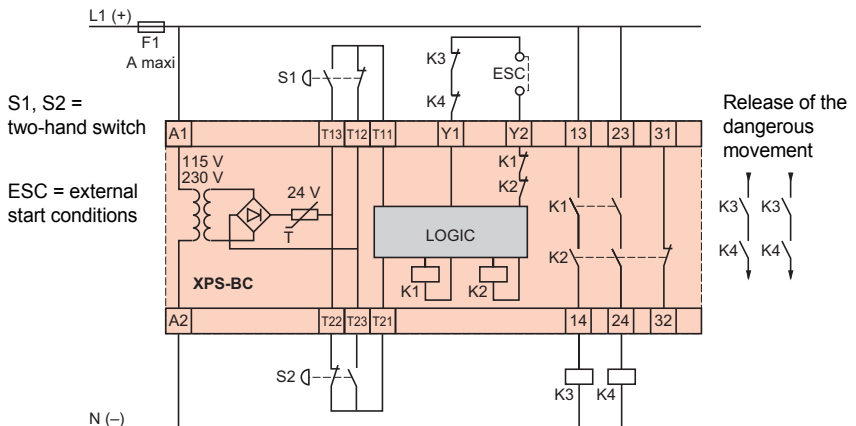 L1 (+)
F1
A maxi
S1
K3
K4
ESC
S1, S2 =
two-hand switch
ESC = external
start conditions
Release of the
dangerous
movement
A1
T13
T12
T11
Y1
Y2
13
23
31
115 V
230 V
24 V
T
K1
K2
LOGIC
K1
K2
K3
K3
K4
K4
XPS-BC
K1
K2
A2
T22
T23
T21
14
24
32
S2
K3
K4
N (–)